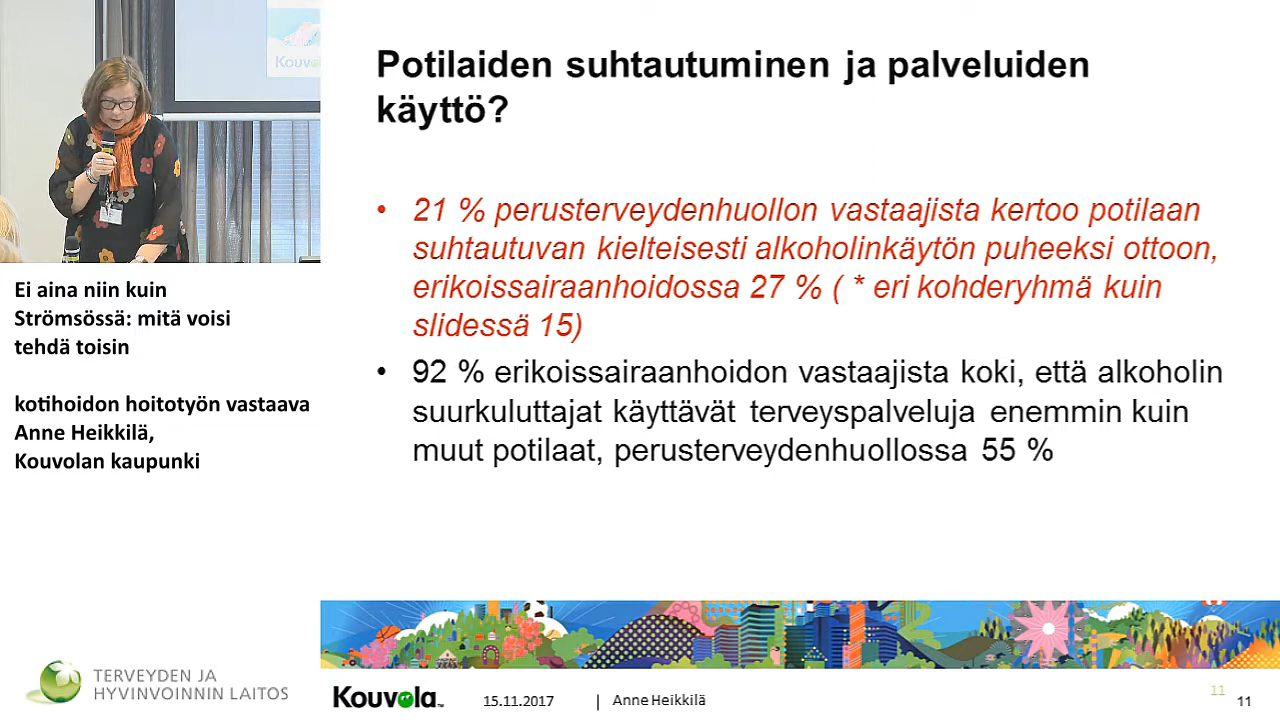 Kouvola
Potilaiden suhtautuminen ja palveluiden
käyttö?
• 21 % perusterveydenhuollon vastaajista kertoo potilaan
suhtautuvan kielteisesti alkoholinkäytön puheeksi ottoon,
erikoissairaanhoidossa 27 % ( * eri kohderyhmä kuin
slidessä 15)
• 92 % erikoissairaanhoidon vastaajista koki, että alkoholin
suurkuluttajat käyttävät terveyspalveluja enemmin kuin
muut potilaat, perusterveydenhuollossa 55 %
Ei aina niin kuin
Strömsössä: mitä voisi
tehdä toisin
kotihoidon hoitotyön vastaava
Anne Heikkilä,
Kouvolan kaupunki
TERVEYDEN JA
HYVINVOINNIN LAITOS
Kouvola™
15.11.2017 | Anne Heikkilä
11
11